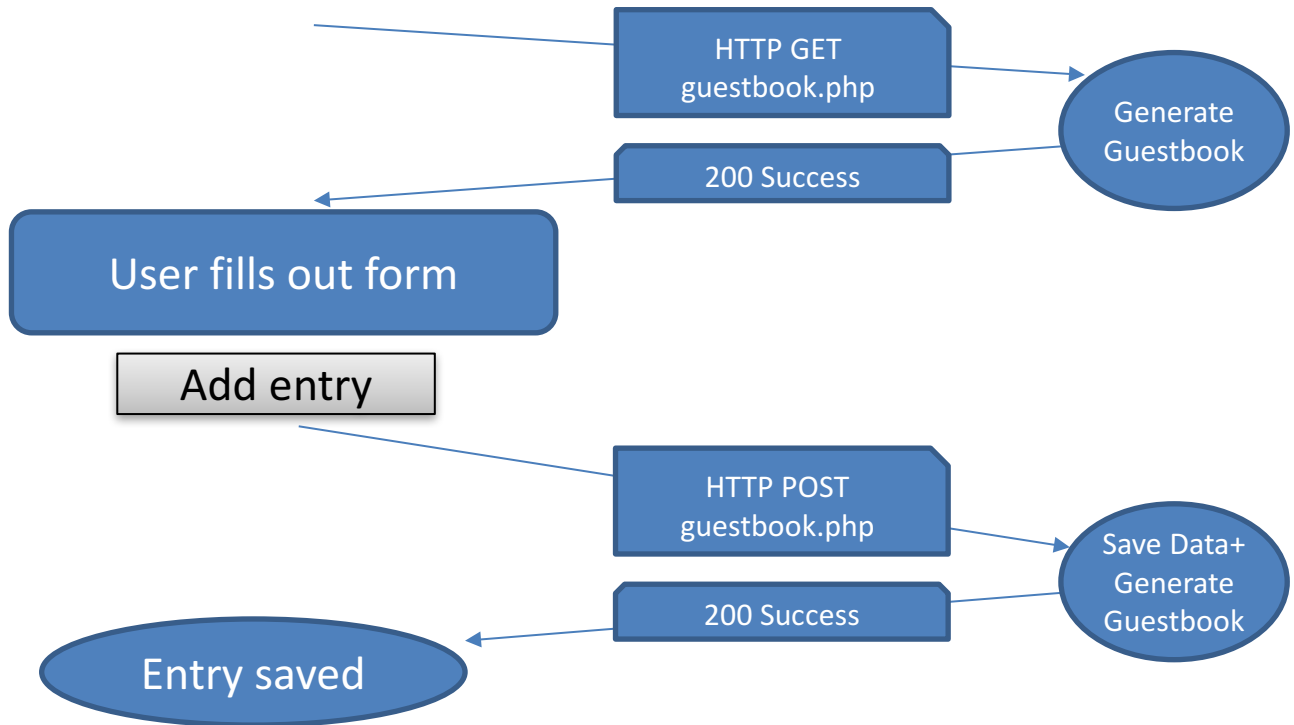 HTTP GET
guestbook.php
Generate
Guestbook
200 Success
User fills out form
Add entry
HTTP POST
guestbook.php
Save Data+
Generate
Guestbook
200 Success
Entry saved